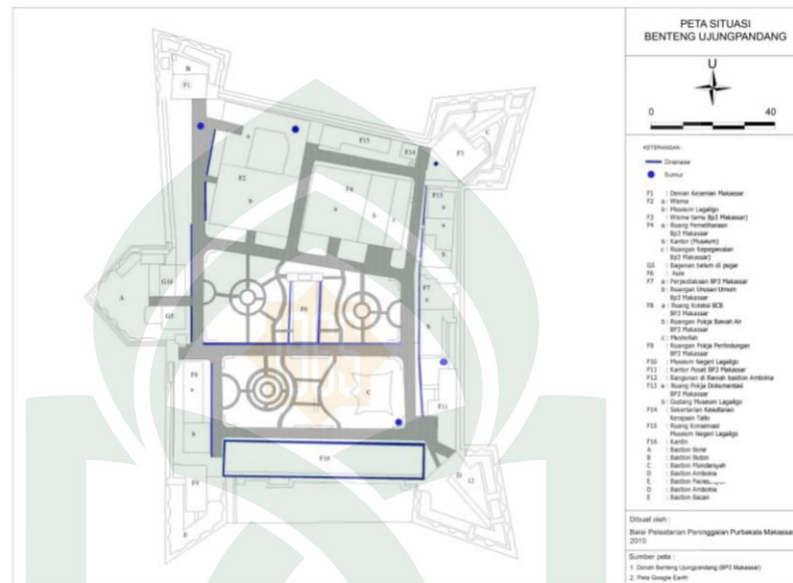 PETA SITUASI
BENTENG UJUNGPANDANG
U
0 40
KETERANGAN:
Drainase
Sumur
F1 : Dewan Kesenian Makassar
F2 a : Wisma
b : Museum Lagaligo
F3 : Wisma tamu Bp3 Makassar)
F4 a : Ruang Pemeliharaan
Bp3 Makassar
b : Kantor (Museum)
c : Ruangan Kepegawaian
Bp3 Makassar)
G5 : Bagunan belum di pugar
F6 : Aula
F7 a : Perpustakaan BP3 Makassar
b : Ruangan Urusan Umum
Bp3 Makassar
F8 a : Ruang Koleksi BCB
BP3 Makassar
b : Ruangan Pokja Bawah Air
BP3 Makassar
c : Mushollah
F9 : Ruangan Pokja Perlindungan
BP3 Makassar
F10 : Museum Negeri Lagaligo
F11 : Kantor Pusat BP3 Makassar
F12 : Bangunan di Bawah bastion Amboina
F13 a : Ruang Pokja Dokumentasi
BP3 Makassar
b : Gudang Museum Lagaligo
F14 : Sekertarian Kesultanan
Kerajaan Tallo
F15 : Ruang Konservasi
Museum Negeri Lagaligo
F16 : Kantin
A : Bastion Bone
B : Bastion Buton
C : Bastion Mandarsyah
D : Bastion Amboina
E : Bastion
D : Bastion Amboina
E : Bastion Bacan
Dibuat oleh :
Balai Pelestarian Peninggalan Purbakala Makassar
2010
Sumber peta :
1. Denah Benteng Ujungpandang (BP3 Makassar)
2. Peta Google Earth
B
F1
a
F2
b
F15
F14
F3
C
F4
a
b
c
F13
a
a
A
G16
G5
F6
F7
a
b
F8
a
b
C
F11
F10
F9
E
D
12